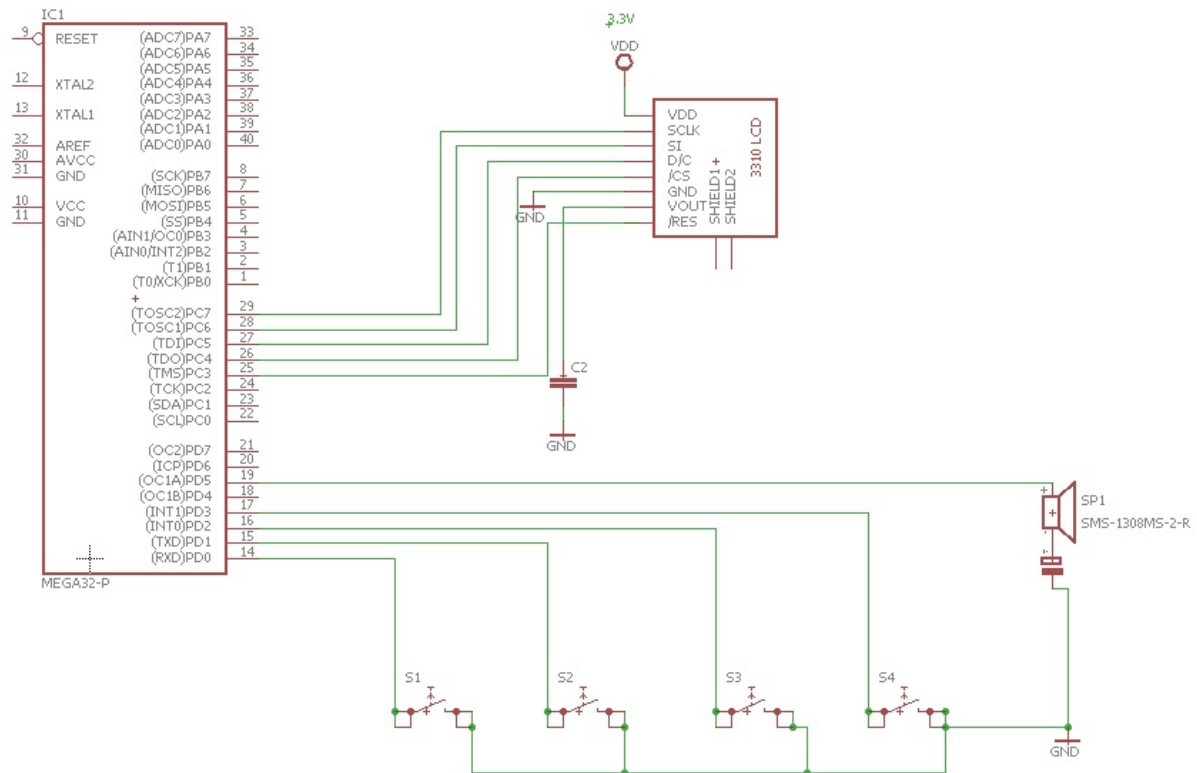 IC1
9 RESET (ADC7)PA7 33
(ADC6)PA6 34
(ADC5)PA5 35
12 XTAL2 (ADC4)PA4 36
(ADC3)PA3 37
13 XTAL1 (ADC2)PA2 38
(ADC1)PA1 39
32 AREF (ADC0)PA0 40
30 AVCC
31 GND (SCK)PB7 8
(MISO)PB6 7
10 VCC (MOSI)PB5 6
11 GND (SS)PB4 5
(AIN1/OC0)PB3 4
(AIN0/INT2)PB2 3
(T1)PB1 2
(T0/XCK)PB0 1
(TOSC2)PC7 29
(TOSC1)PC6 28
(TDI)PC5 27
(TDO)PC4 26
(TMS)PC3 25
(TCK)PC2 24
(SDA)PC1 23
(SCL)PC0 22
(OC2)PD7 21
(ICP)PD6 20
(OC1A)PD5 19
(OC1B)PD4 18
(INT1)PD3 17
(INT0)PD2 16
(TXD)PD1 15
(RXD)PD0 14
MEGA32-P
3.3V
VDD
VDD
SCLK
SI
D/C
/CS
GND
VOUT
/RES
SHIELD1
SHIELD2
3310 LCD
GND
C2
GND
SP1
SMS-1308MS-2-R
S1
S2
S3
S4
GND